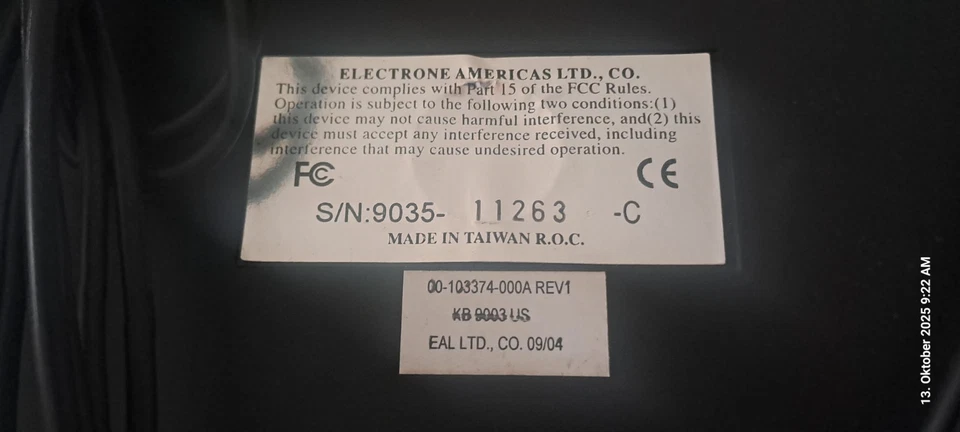 ELECTRONE AMERICAS LTD., CO.
This device complies with Part 15 of the FCC Rules.
Operation is subject to the following two conditions:(1)
this device may not cause harmful interference, and(2) this
device must accept any interference received, including
interference that may cause undesired operation.
FC CE
S/N:9035- 11263 -C
MADE IN TAIWAN R.O.C.
00-103374-000A REV1
KB 9003 US
EAL LTD., CO. 09/04
13. Oktober 2025 9:22 AM